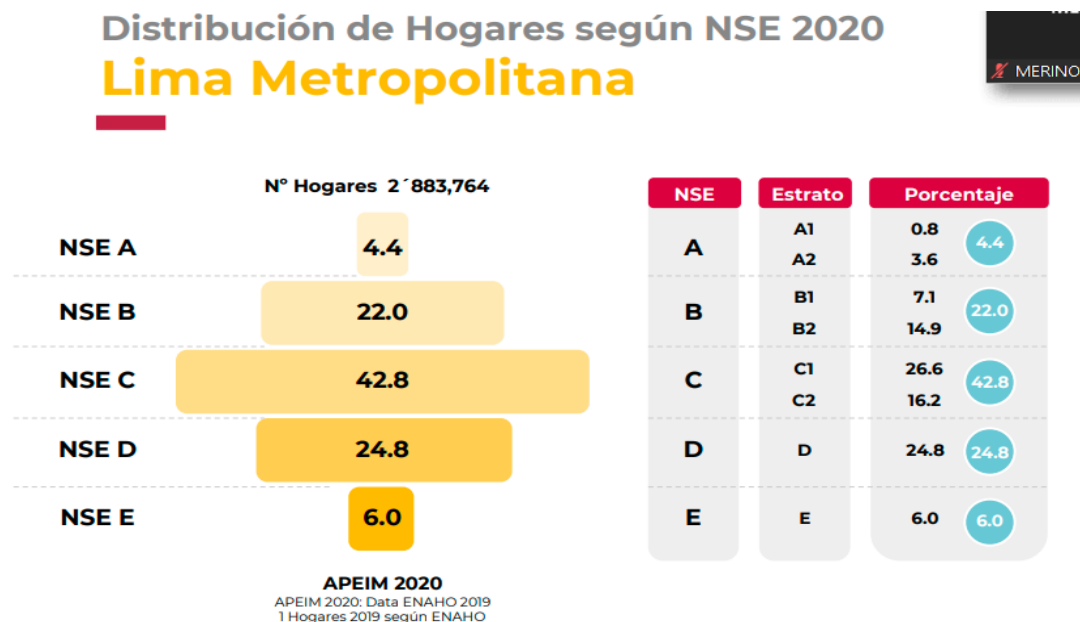 Distribución de Hogares según NSE 2020
Lima Metropolitana
MERINO
Nº Hogares 2´883,764
NSE A 4.4
NSE B 22.0
NSE C 42.8
NSE D 24.8
NSE E 6.0
APEIM 2020
APEIM 2020: Data ENAHO 2019
1 Hogares 2019 según ENAHO
NSE Estrato Porcentaje
A A1 0.8 4.4
A2 3.6
B B1 7.1 22.0
B2 14.9
C C1 26.6 42.8
C2 16.2
D D 24.8 24.8
E E 6.0 6.0